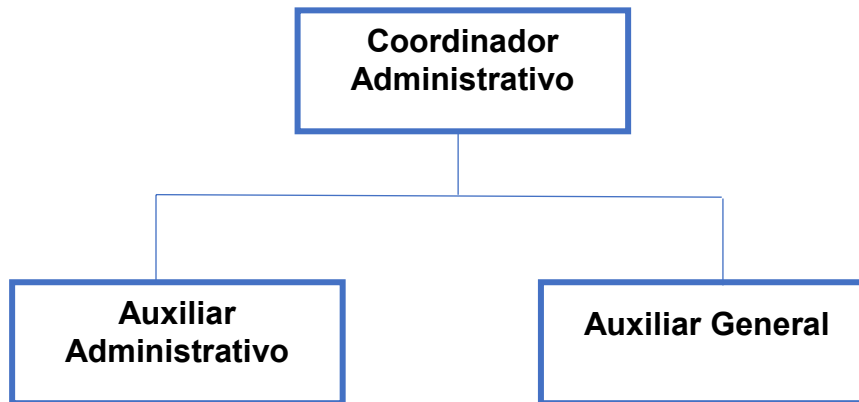 Coordinador
Administrativo
Auxiliar
Administrativo
Auxiliar General